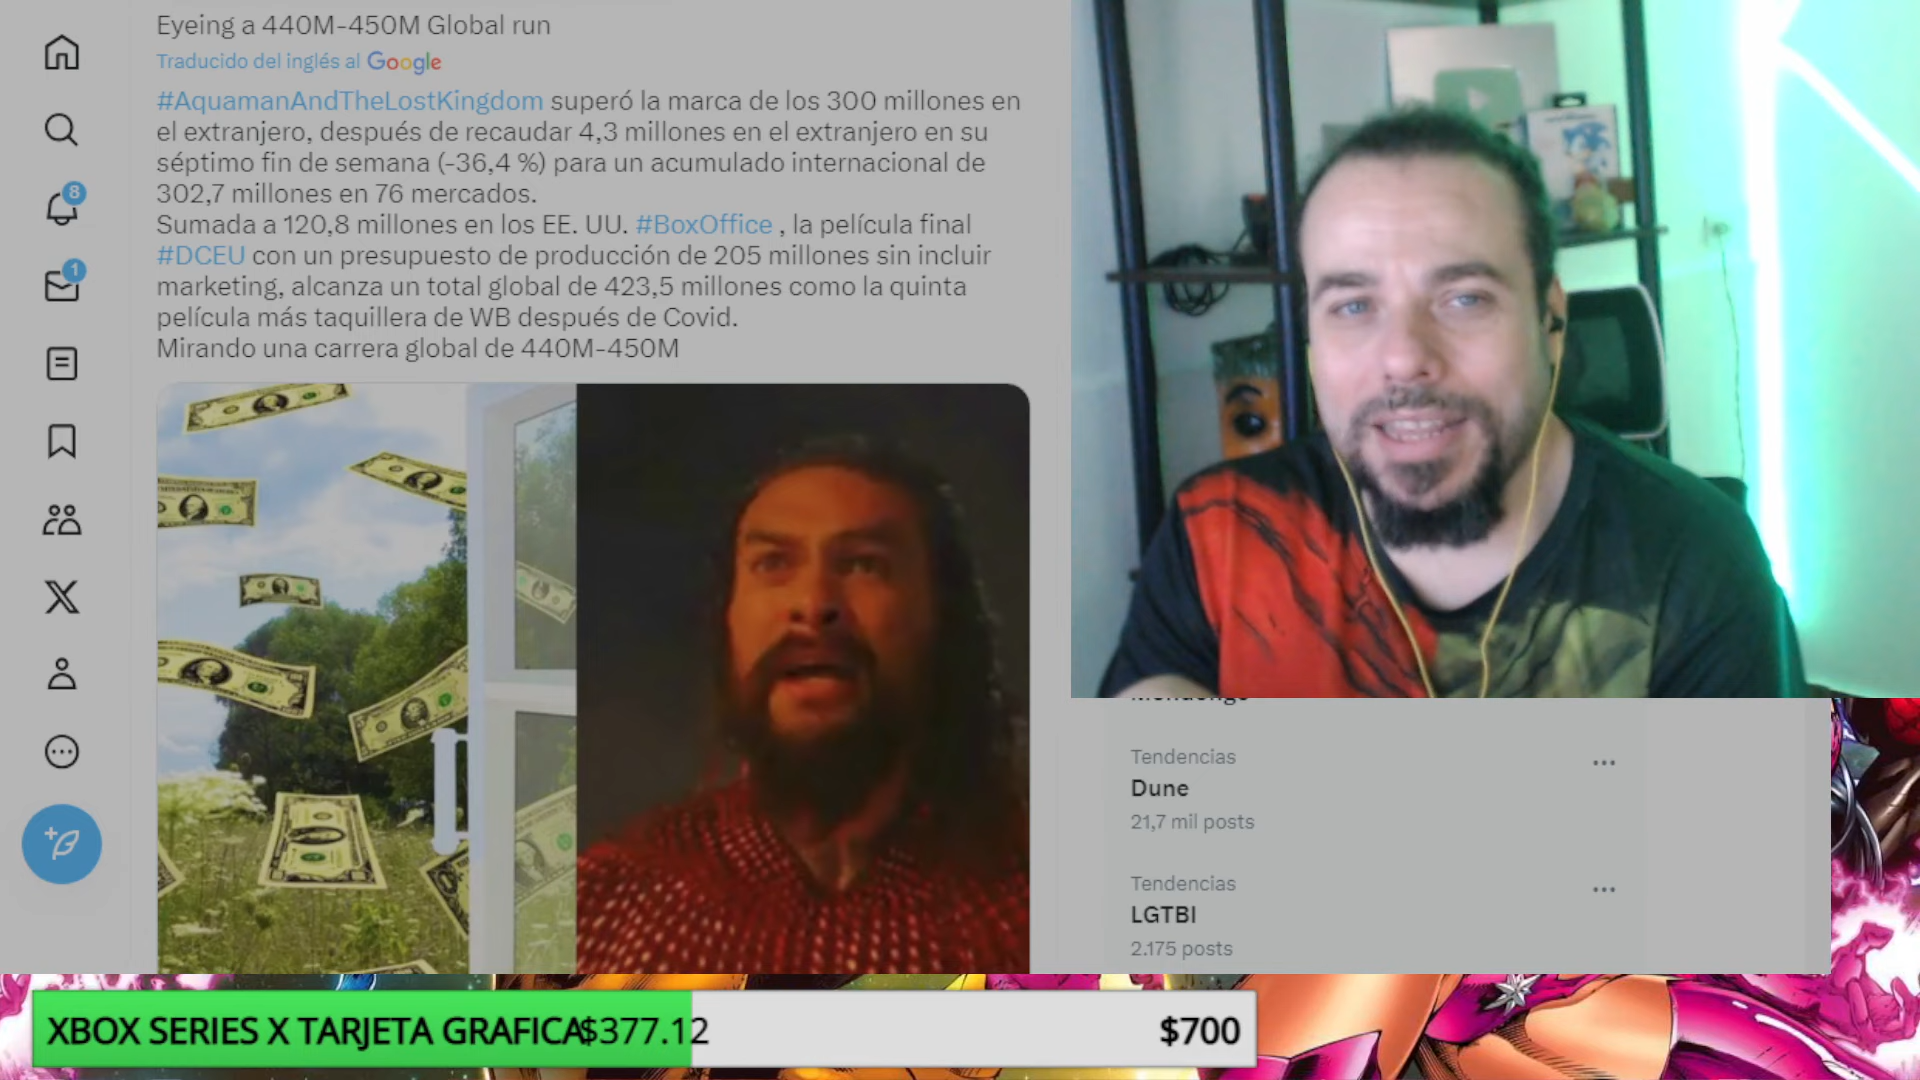 Eyeing a 440M-450M Global run
Traducido del inglés al Google
#AquamanAndTheLostKingdom superó la marca de los 300 millones en
el extranjero, después de recaudar 4,3 millones en el extranjero en su
séptimo fin de semana (-36,4 %) para un acumulado internacional de
302,7 millones en 76 mercados.
Sumada a 120,8 millones en los EE. UU. #BoxOffice , la película final
#DCEU con un presupuesto de producción de 205 millones sin incluir
marketing, alcanza un total global de 423,5 millones como la quinta
película más taquillera de WB después de Covid.
Mirando una carrera global de 440M-450M
8
1
Tendencias
Dune
21,7 mil posts
Tendencias
LGTBI
2.175 posts
XBOX SERIES X TARJETA GRAFICA $377.12
$700